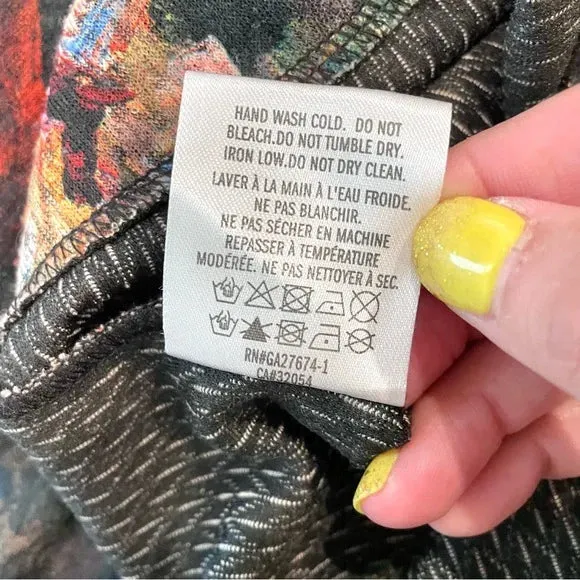 HAND WASH COLD. DO NOT
BLEACH.DO NOT TUMBLE DRY.
IRON LOW.DO NOT DRY CLEAN.
LAVER À LA MAIN À L'EAU FROIDE.
NE PAS BLANCHIR.
NE PAS SÉCHER EN MACHINE
REPASSER À TEMPÉRATURE
MODÉRÉE. NE PAS NETTOYER À SEC.
RN#GA27674-1
CA#32054